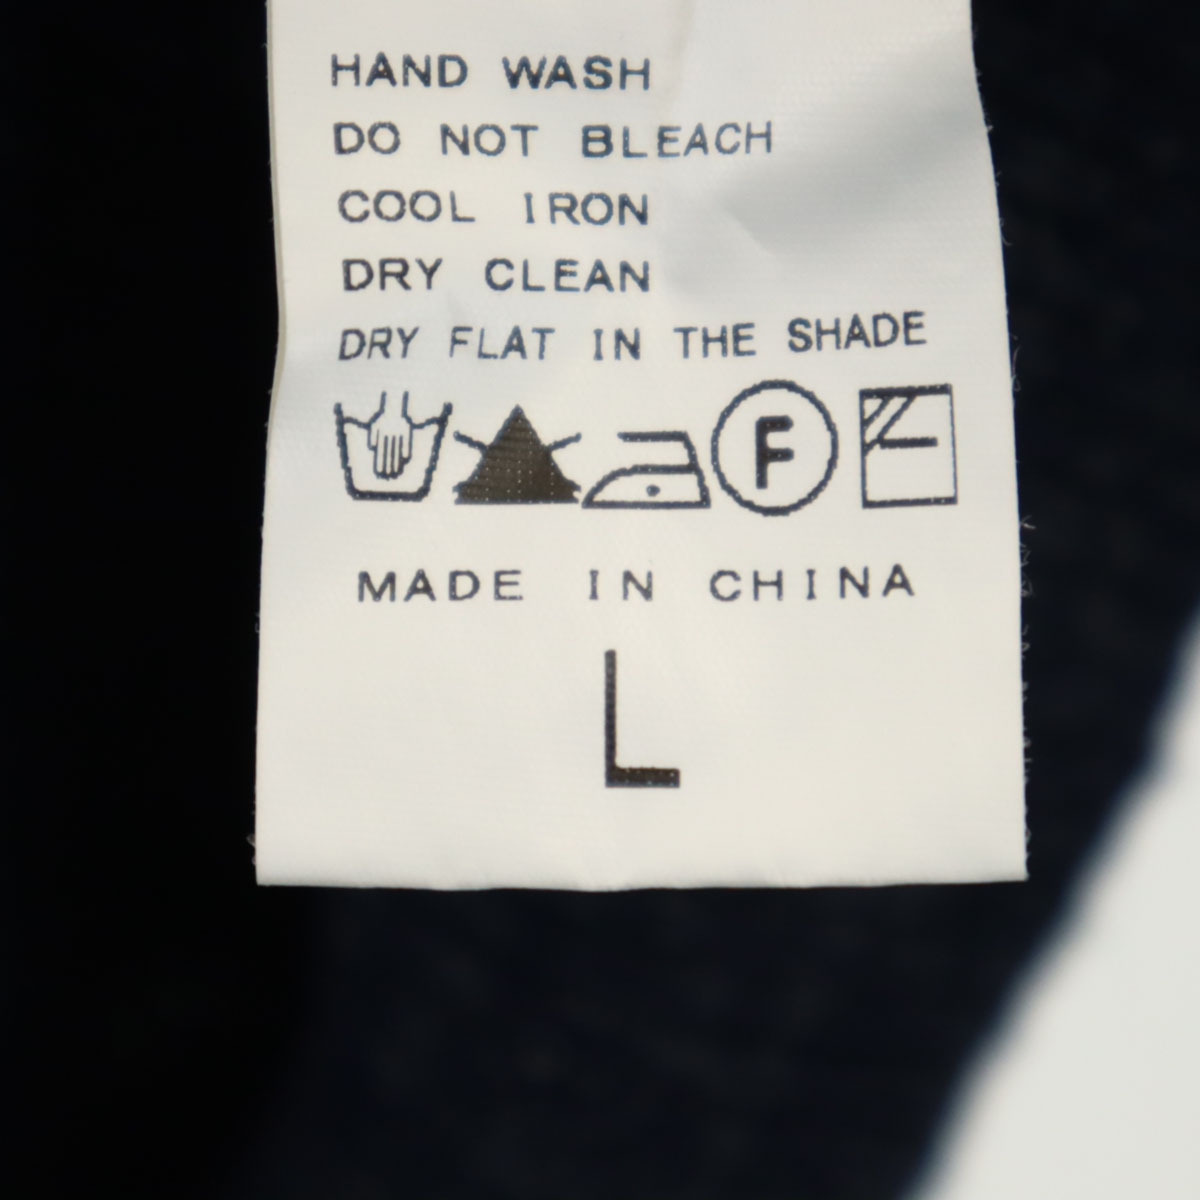 HAND WASH
DO NOT BLEACH
COOL IRON
DRY CLEAN
DRY FLAT IN THE SHADE
F
MADE IN CHINA
L